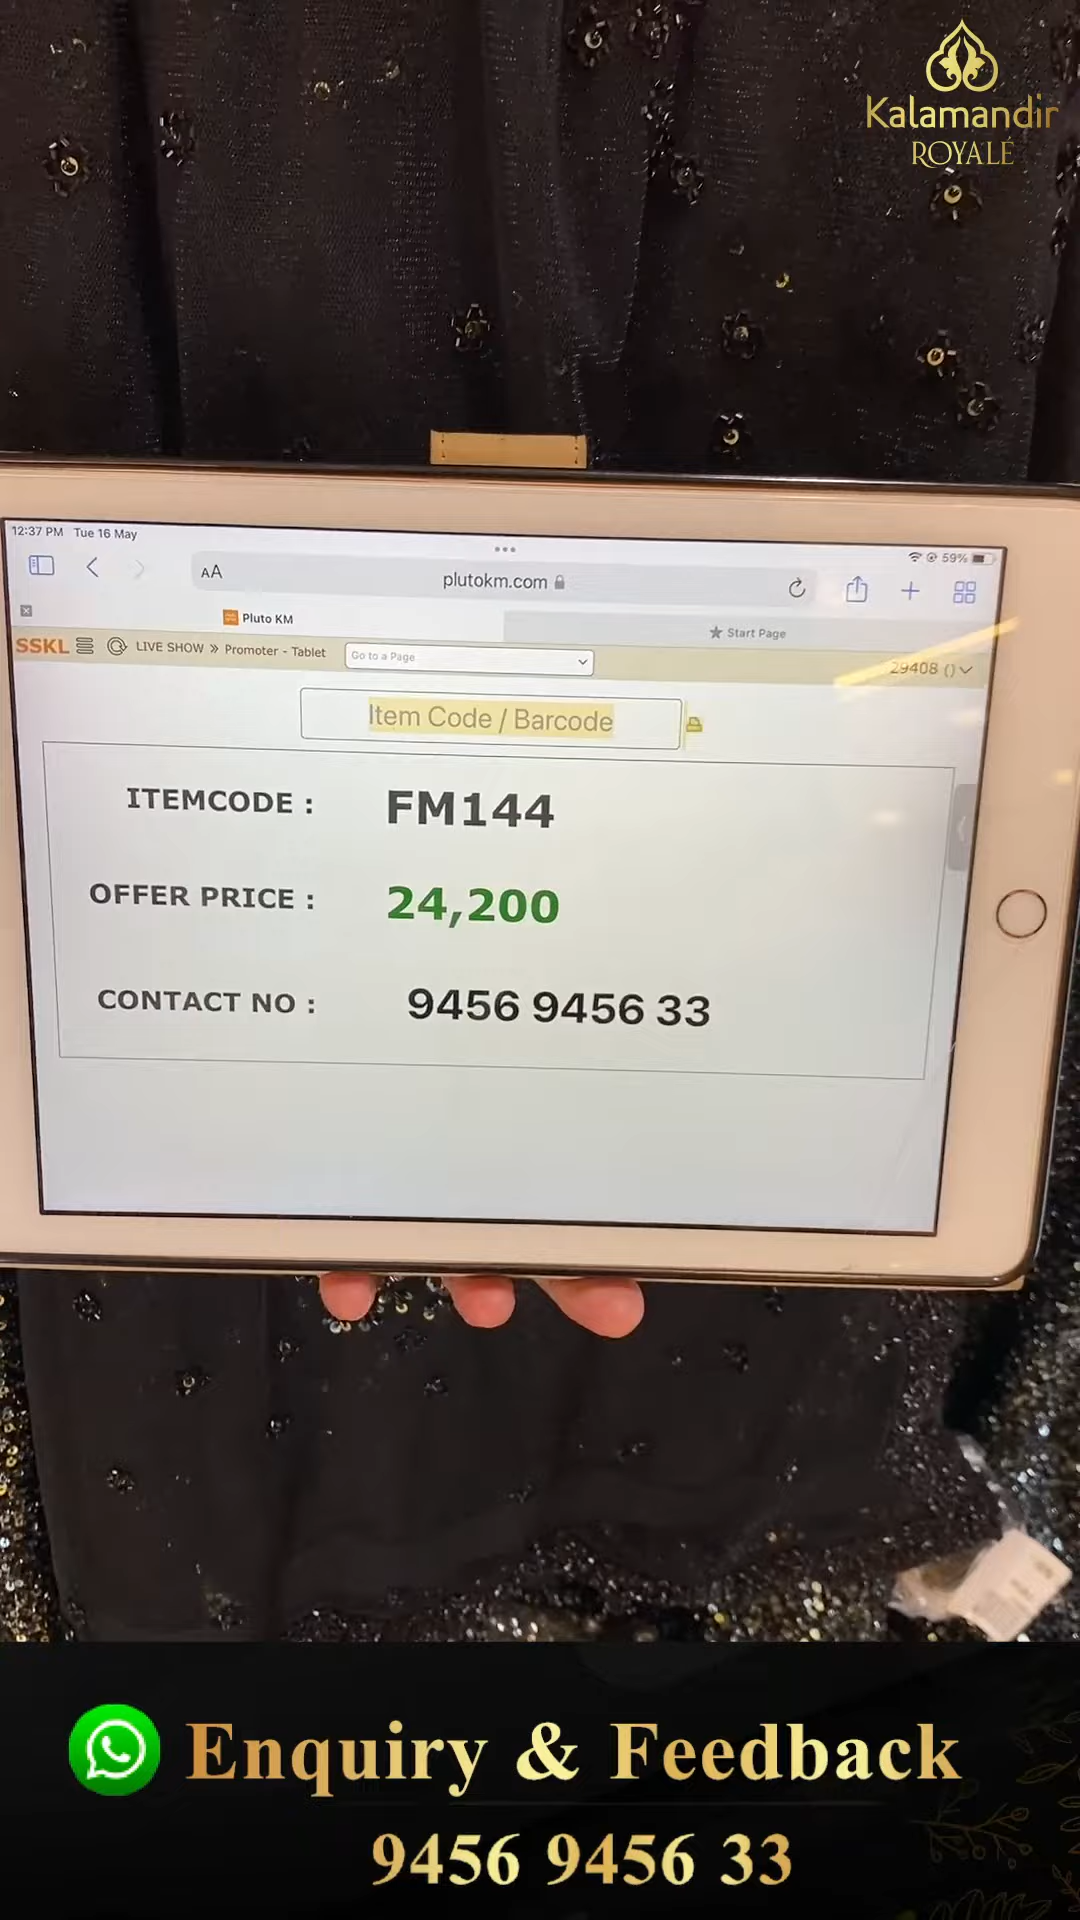 Kalamandir
ROYALÉ
12:37 PM Tue 16 May
59%
AA
plutokm.com
Pluto KM
Start Page
SSKL
LIVE SHOW » Promoter - Tablet
Go to a Page
29408 ()
Item Code / Barcode
ITEMCODE : FM144
OFFER PRICE : 24,200
CONTACT NO : 9456 9456 33
Enquiry & Feedback
9456 9456 33